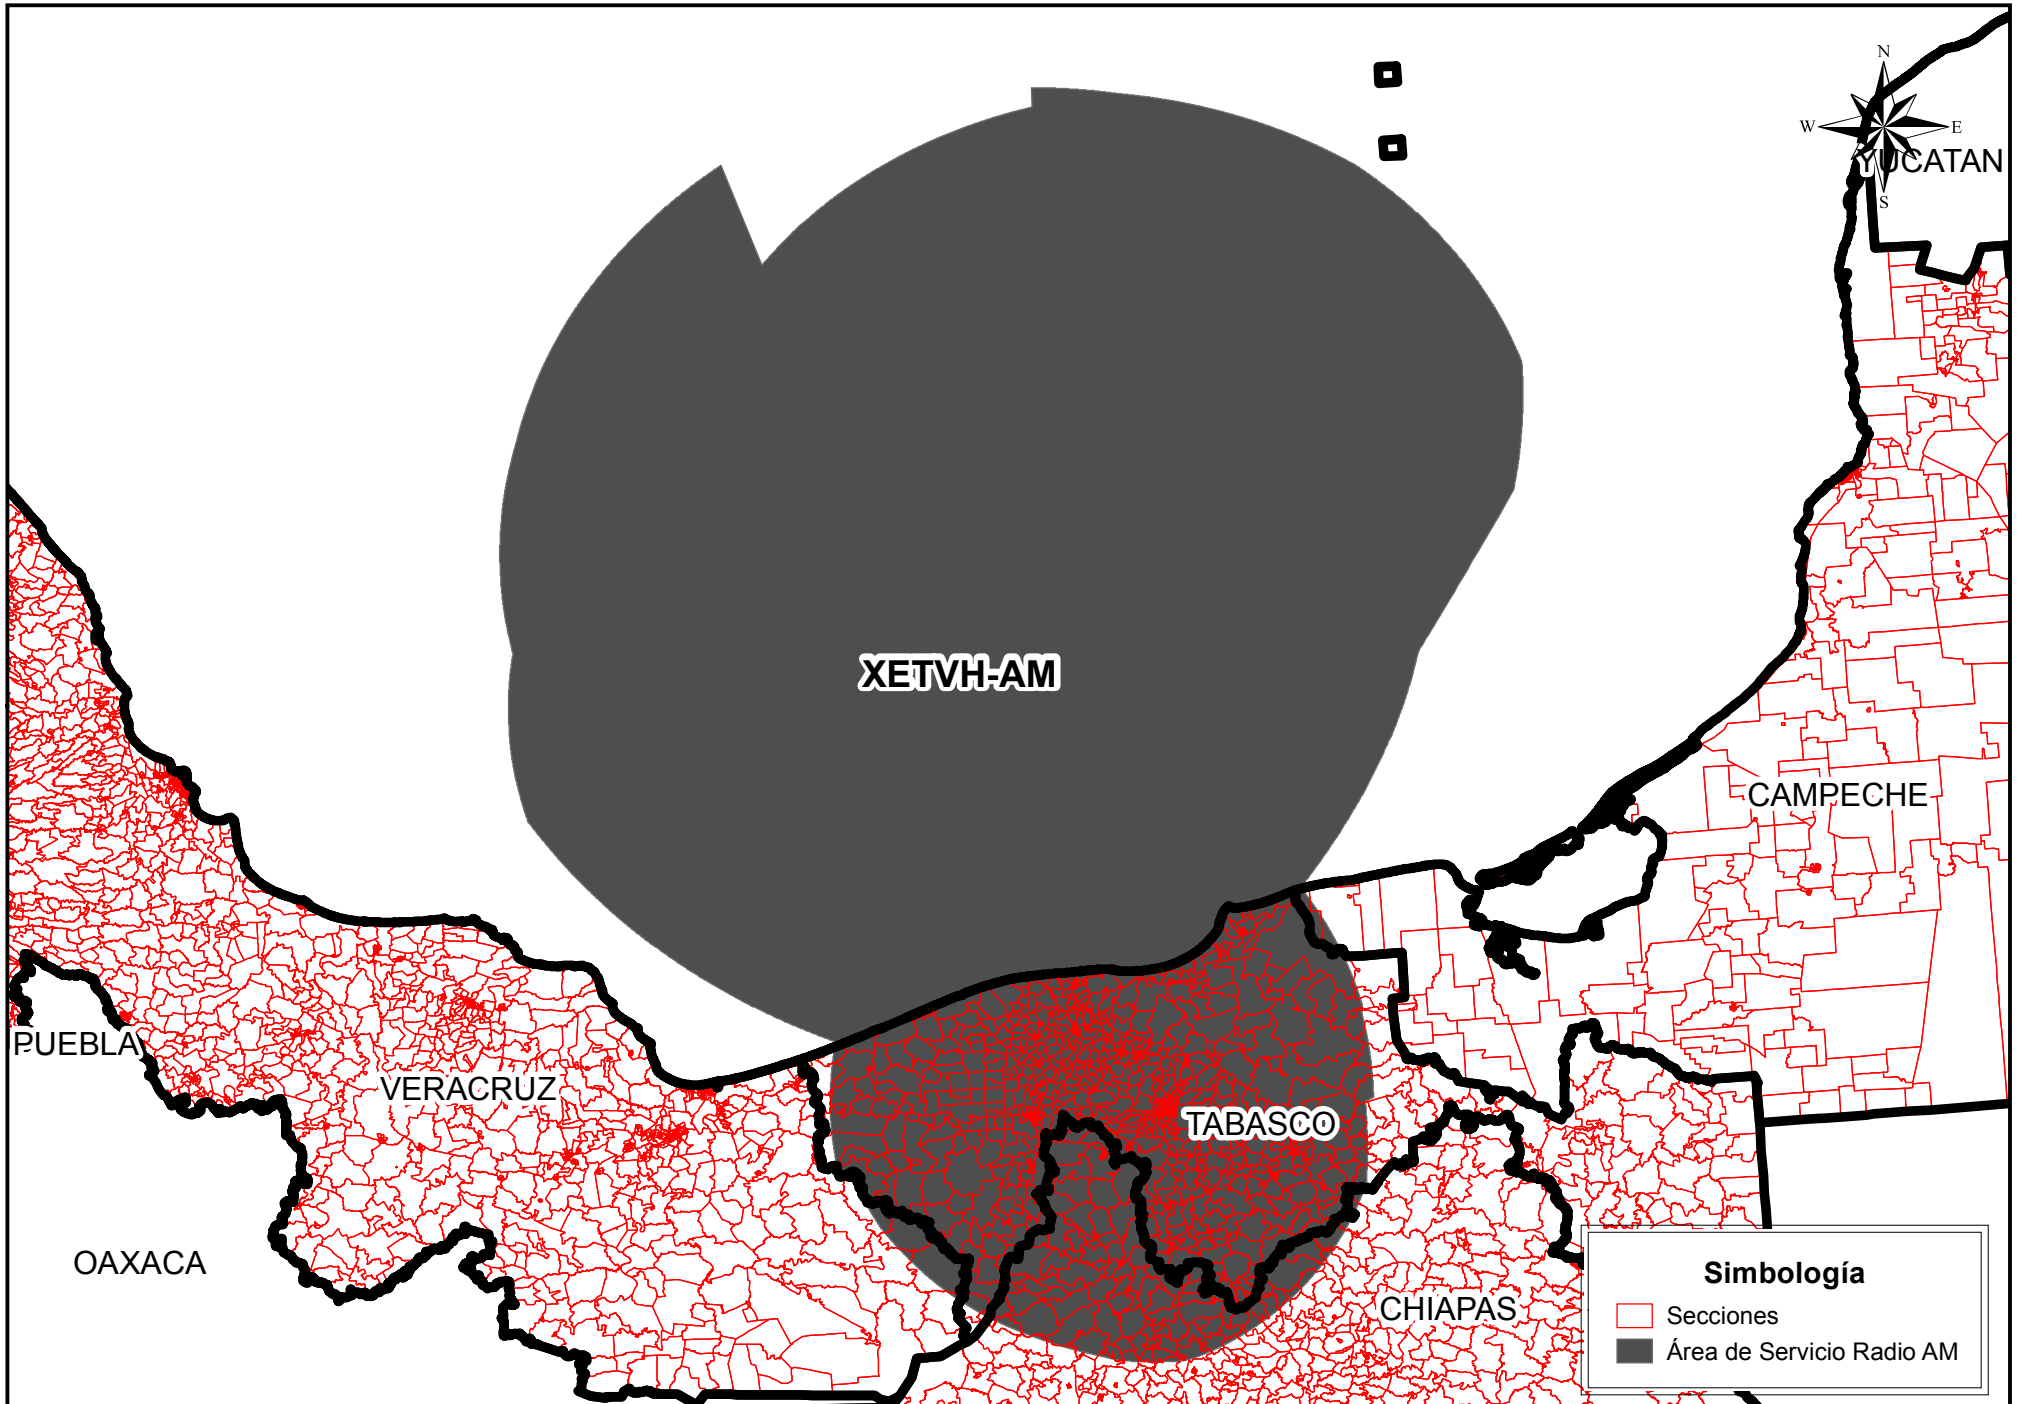 N
W E
S
YUCATAN
XETVH-AM
CAMPECHE
PUEBLA
VERACRUZ
TABASCO
OAXACA
CHIAPAS
Simbología
Secciones
Área de Servicio Radio AM